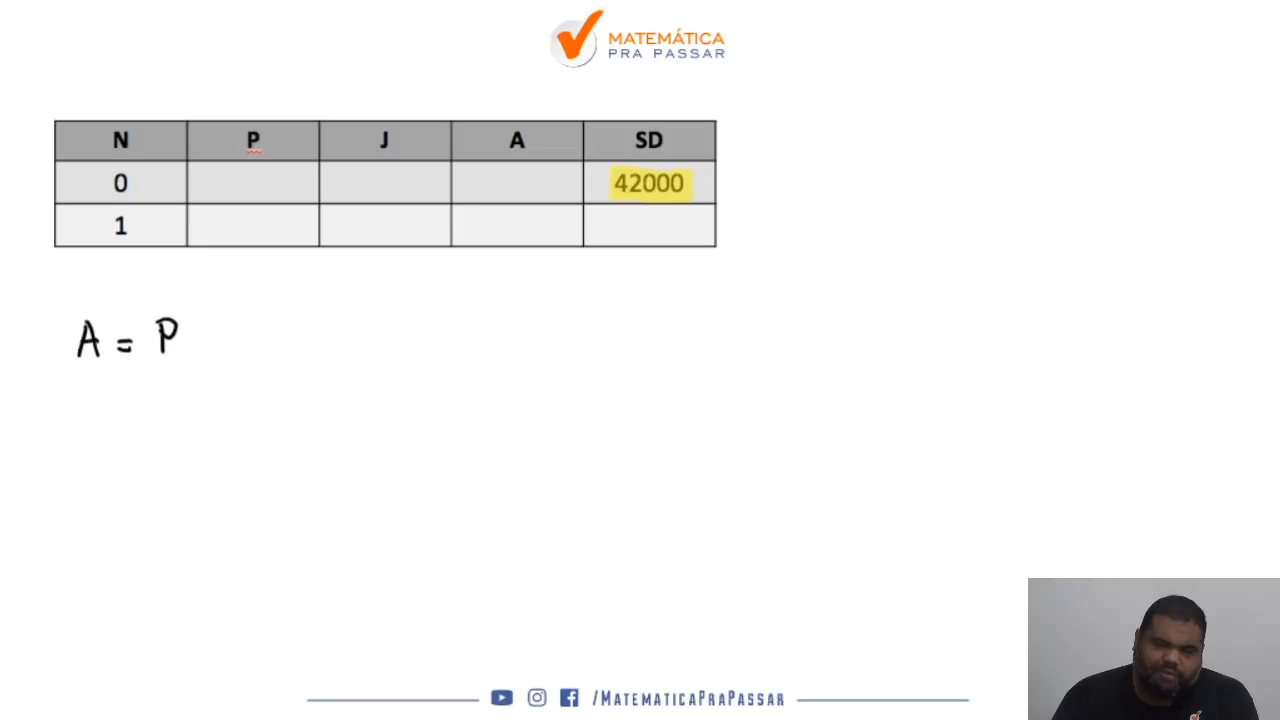 MATEMÁTICA
PRA PASSAR
N P J A SD
0 42000
1
A = P
/MATEMATICAPRAPASSAR